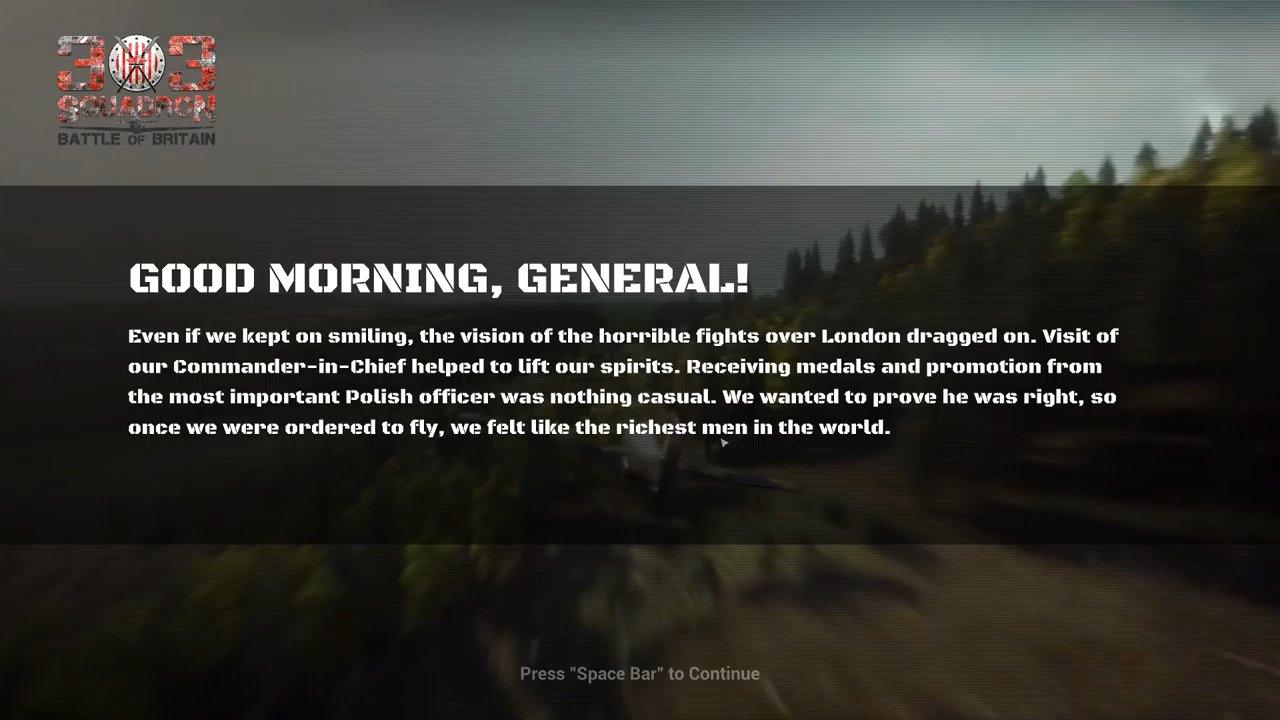 303
SQUADRON
BATTLE OF BRITAIN
GOOD MORNING, GENERAL!
Even if we kept on smiling, the vision of the horrible fights over London dragged on. Visit of
our Commander-in-Chief helped to lift our spirits. Receiving medals and promotion from
the most important Polish officer was nothing casual. We wanted to prove he was right, so
once we were ordered to fly, we felt like the richest men in the world.
Press "Space Bar" to Continue